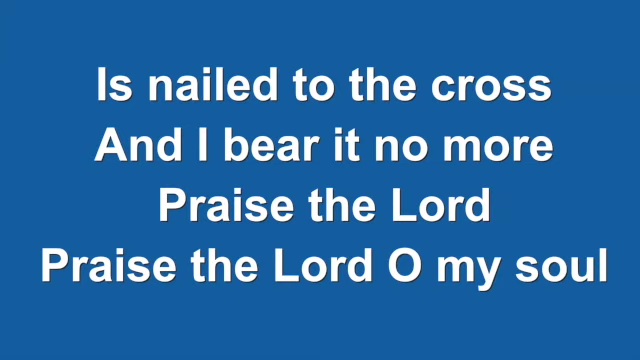 Is nailed to the cross
And I bear it no more
Praise the Lord
Praise the Lord O my soul